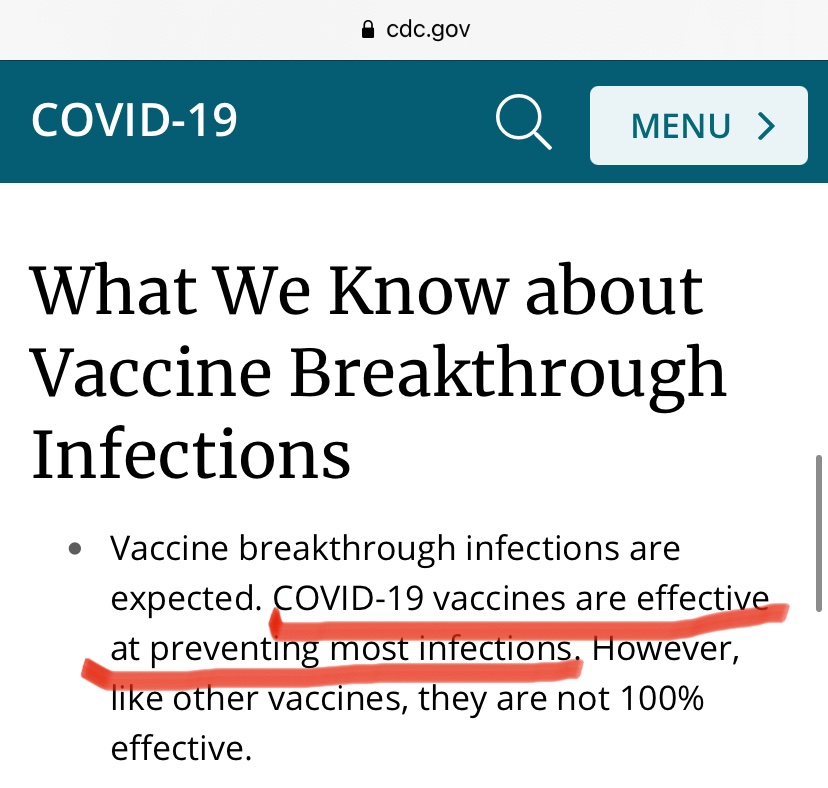 cdc.gov
COVID-19
MENU
What We Know about
Vaccine Breakthrough
Infections
Vaccine breakthrough infections are
expected. COVID-19 vaccines are effective
at preventing most infections. However,
like other vaccines, they are not 100%
effective.